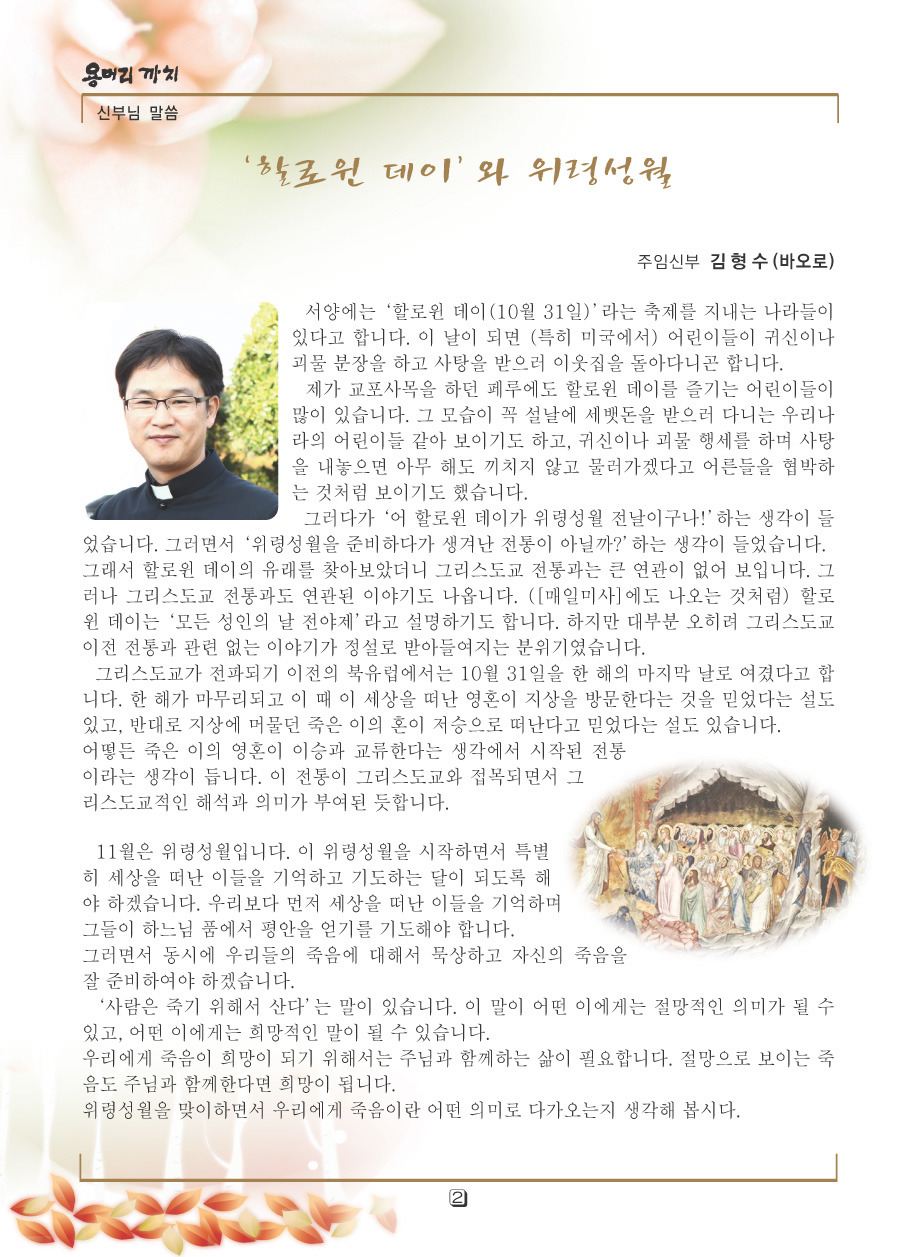 용머리 까치
신부님 말씀
‘할로윈 데이’와 위령성월
주임신부 김 형 수 (바오로)
서양에는 ‘할로윈 데이(10월 31일)’라는 축제를 지내는 나라들이
있다고 합니다. 이 날이 되면 (특히 미국에서) 어린이들이 귀신이나
괴물 분장을 하고 사탕을 받으러 이웃집을 돌아다니곤 합니다.
제가 교포사목을 하던 페루에도 할로윈 데이를 즐기는 어린이들이
많이 있습니다. 그 모습이 꼭 설날에 세뱃돈을 받으러 다니는 우리나
라의 어린이들 같아 보이기도 하고, 귀신이나 괴물 행세를 하며 사탕
을 내놓으면 아무 해도 끼치지 않고 물러가겠다고 어른들을 협박하
는 것처럼 보이기도 했습니다.
그러다가 ‘어 할로윈 데이가 위령성월 전날이구나!’하는 생각이 들
었습니다. 그러면서 ‘위령성월을 준비하다가 생겨난 전통이 아닐까?’하는 생각이 들었습니다.
그래서 할로윈 데이의 유래를 찾아보았더니 그리스도교 전통과는 큰 연관이 없어 보입니다. 그
러나 그리스도교 전통과도 연관된 이야기도 나옵니다. ([매일미사]에도 나오는 것처럼) 할로
윈 데이는 ‘모든 성인의 날 전야제’라고 설명하기도 합니다. 하지만 대부분 오히려 그리스도교
이전 전통과 관련 없는 이야기가 정설로 받아들여지는 분위기였습니다.
그리스도교가 전파되기 이전의 북유럽에서는 10월 31일을 한 해의 마지막 날로 여겼다고 합
니다. 한 해가 마무리되고 이 때 이 세상을 떠난 영혼이 지상을 방문한다는 것을 믿었다는 설도
있고, 반대로 지상에 머물던 죽은 이의 혼이 저승으로 떠난다고 믿었다는 설도 있습니다.
어떻든 죽은 이의 영혼이 이승과 교류한다는 생각에서 시작된 전통
이라는 생각이 듭니다. 이 전통이 그리스도교와 접목되면서 그
리스도교적인 해석과 의미가 부여된 듯합니다.
11월은 위령성월입니다. 이 위령성월을 시작하면서 특별
히 세상을 떠난 이들을 기억하고 기도하는 달이 되도록 해
야 하겠습니다. 우리보다 먼저 세상을 떠난 이들을 기억하며
그들이 하느님 품에서 평안을 얻기를 기도해야 합니다.
그러면서 동시에 우리들의 죽음에 대해서 묵상하고 자신의 죽음을
잘 준비하여야 하겠습니다.
‘사람은 죽기 위해서 산다’는 말이 있습니다. 이 말이 어떤 이에게는 절망적인 의미가 될 수
있고, 어떤 이에게는 희망적인 말이 될 수 있습니다.
우리에게 죽음이 희망이 되기 위해서는 주님과 함께하는 삶이 필요합니다. 절망으로 보이는 죽
음도 주님과 함께한다면 희망이 됩니다.
위령성월을 맞이하면서 우리에게 죽음이란 어떤 의미로 다가오는지 생각해 봅시다.
2